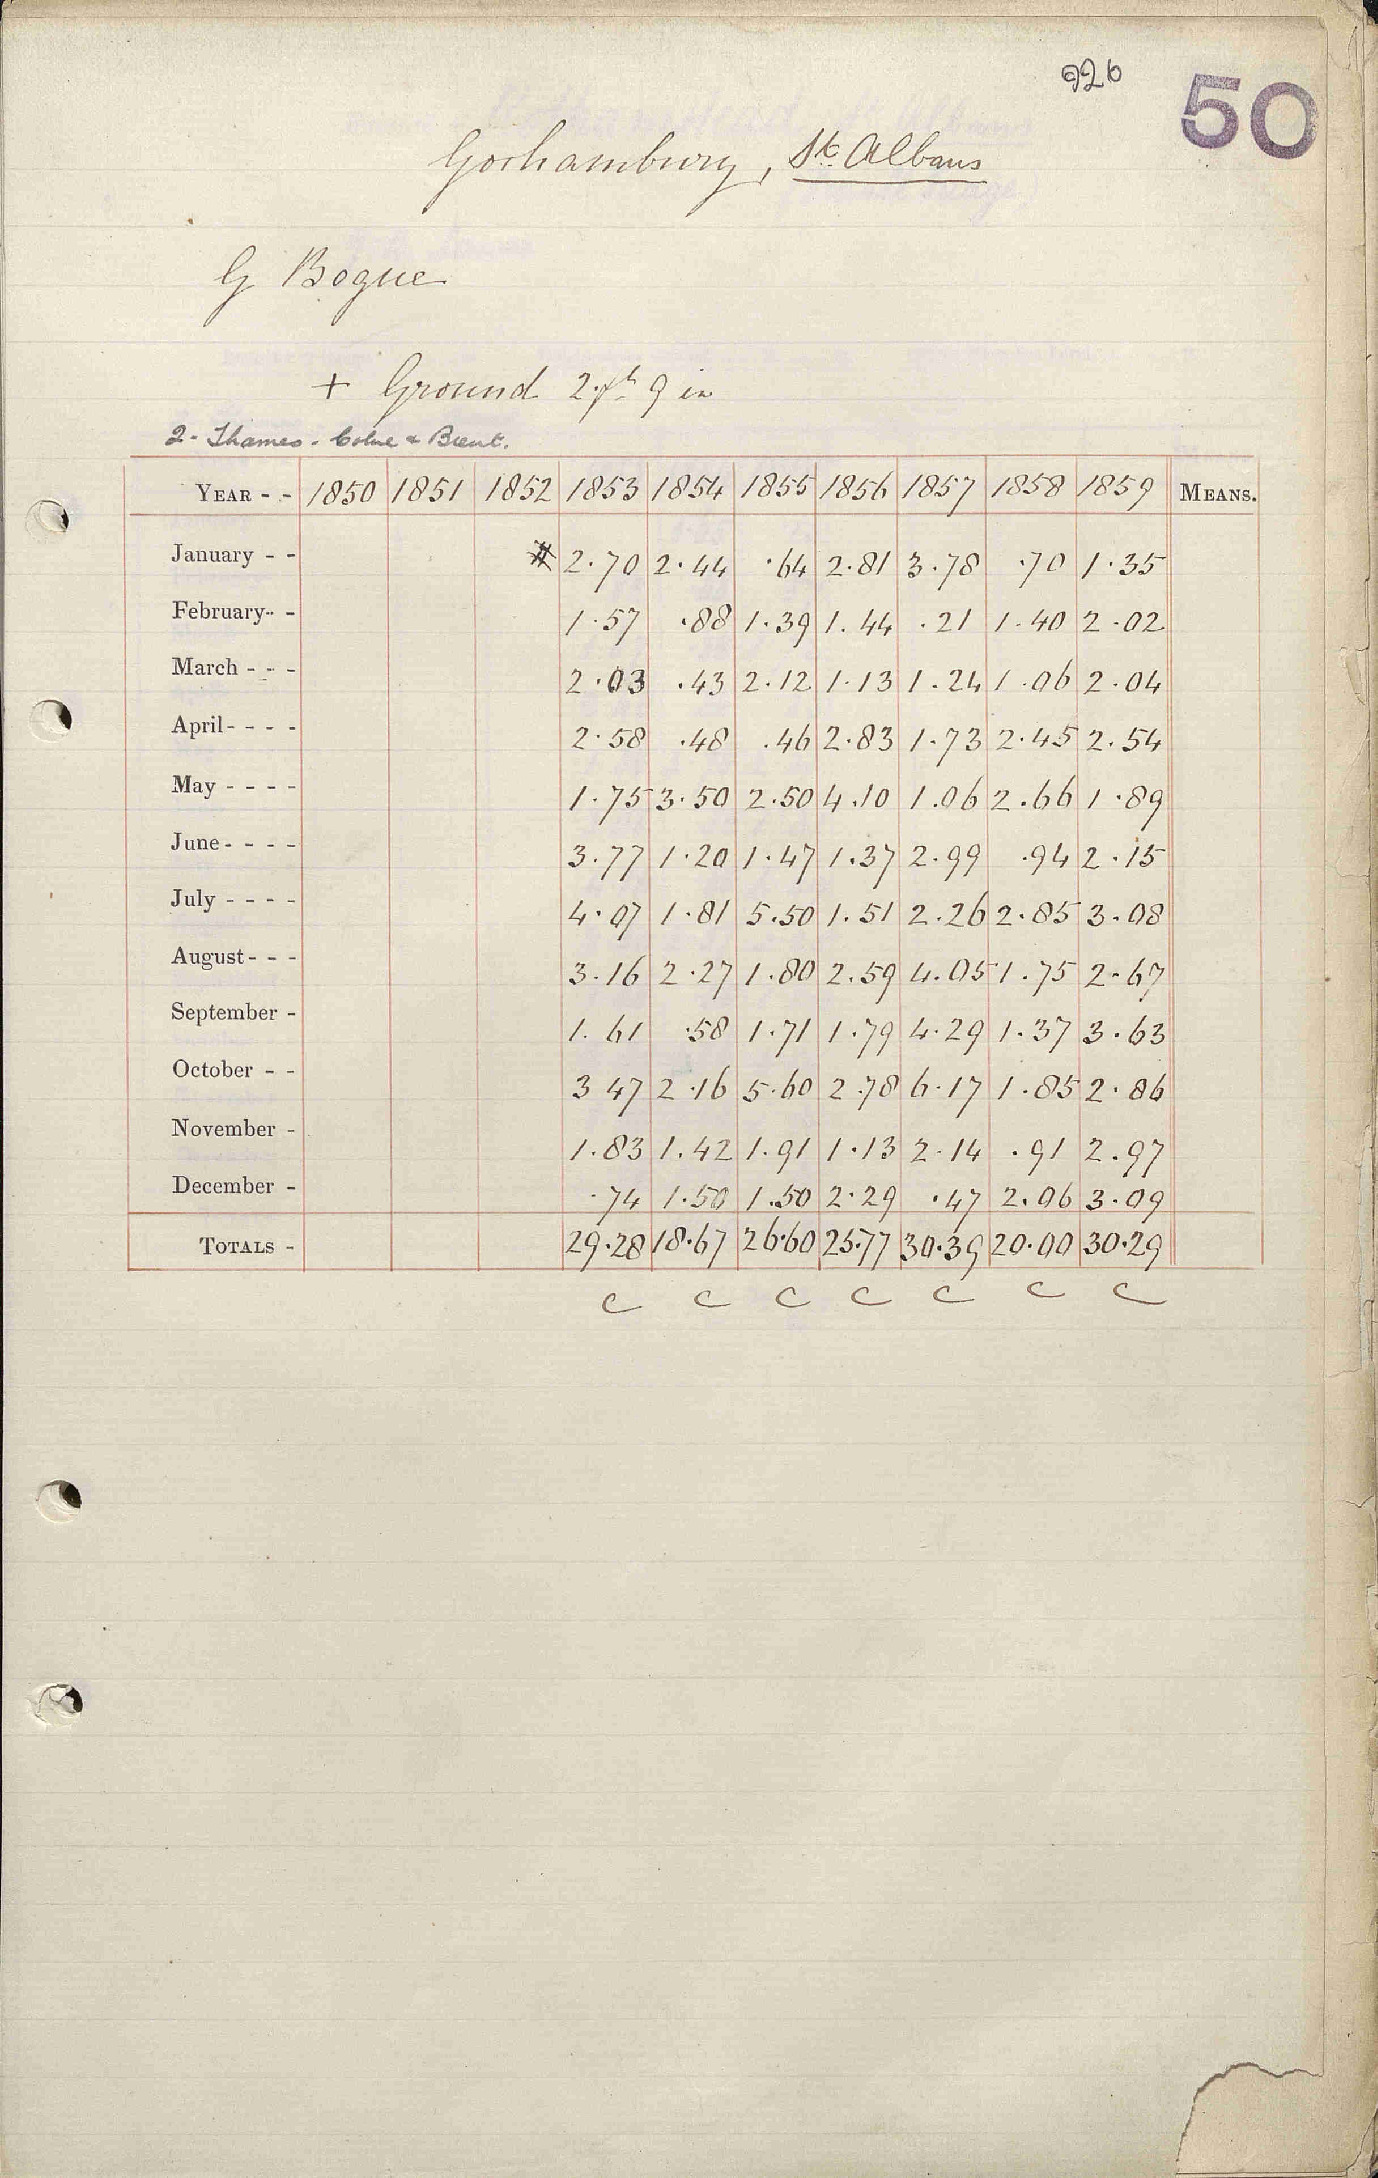 926
50
Gorhambury, St. Albans
G Bogue
+ Ground 2 ft 9 in
2 - Thames - Colne & Brent.
YEAR - - 1850 1851 1852 1853 1854 1855 1856 1857 1858 1859 MEANS.
January - - # 2.70 2.44 .64 2.81 3.78 .70 1.35
February - - 1.57 .88 1.39 1.44 .21 1.40 2.02
March - - - 2.03 .43 2.12 1.13 1.24 1.06 2.04
April - - - - 2.58 .48 .46 2.83 1.73 2.45 2.54
May - - - - 1.75 3.50 2.50 4.10 1.06 2.66 1.89
June - - - - 3.77 1.20 1.47 1.37 2.99 .94 2.15
July - - - - 4.07 1.81 5.50 1.51 2.26 2.85 3.08
August - - - 3.16 2.27 1.80 2.59 4.05 1.75 2.67
September - 1.61 .58 1.71 1.79 4.29 1.37 3.63
October - - 3 47 2.16 5.60 2.78 6.17 1.85 2.86
November - 1.83 1.42 1.91 1.13 2.14 .91 2.97
December - .74 1.50 1.50 2.29 .47 2.06 3.09
TOTALS - 29.28 18.67 26.60 25.77 30.39 20.00 30.29
C C C C C C C